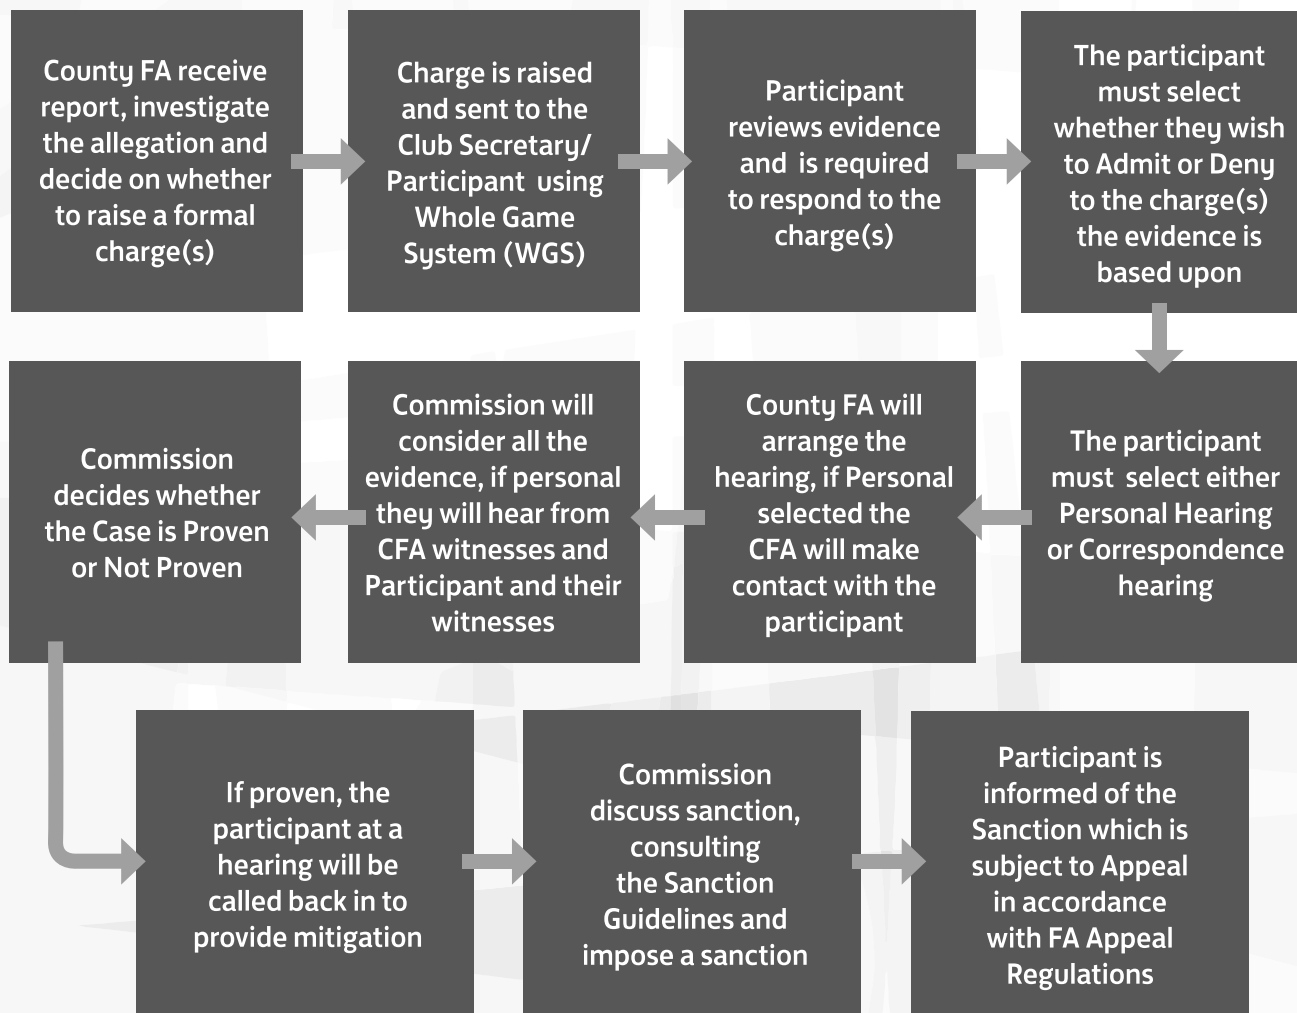 County FA receive
report, investigate
the allegation and
decide on whether
to raise a formal
charge(s)
Charge is raised
and sent to the
Club Secretary/
Participant using
Whole Game
System (WGS)
Participant
reviews evidence
and is required
to respond to the
charge(s)
The participant
must select
whether they wish
to Admit or Deny
to the charge(s)
the evidence is
based upon
The participant
must select either
Personal Hearing
or Correspondence
hearing
County FA will
arrange the
hearing, if Personal
selected the
CFA will make
contact with the
participant
Commission will
consider all the
evidence, if personal
they will hear from
CFA witnesses and
Participant and their
witnesses
Commission
decides whether
the Case is Proven
or Not Proven
If proven, the
participant at a
hearing will be
called back in to
provide mitigation
Commission
discuss sanction,
consulting
the Sanction
Guidelines and
impose a sanction
Participant is
informed of the
Sanction which is
subject to Appeal
in accordance
with FA Appeal
Regulations